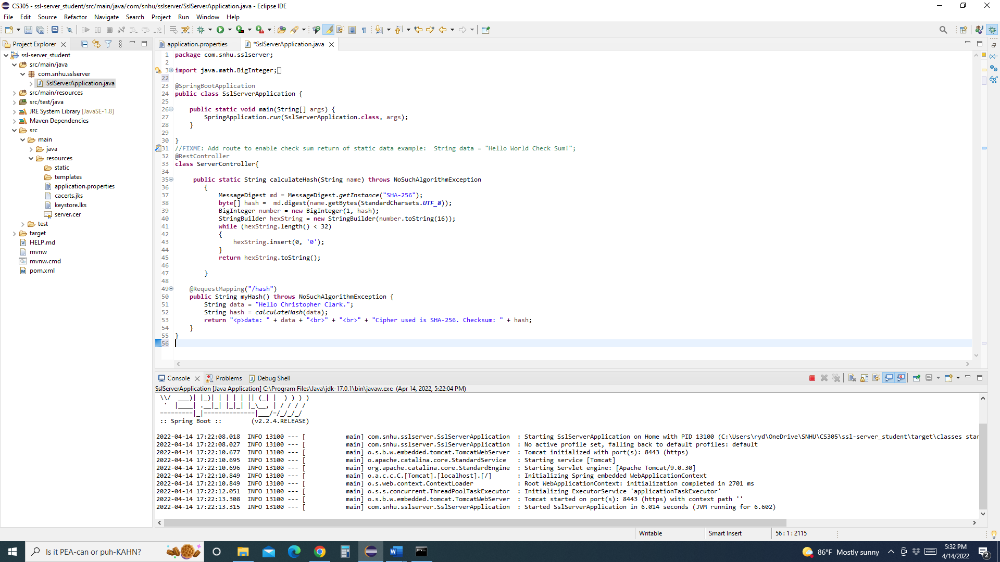 CS305 - ssl-server_student/src/main/java/com/snhu/sslserver/SslServerApplication.java - Eclipse IDE
File Edit Source Refactor Navigate Search Project Run Window Help
Project Explorer
ssl-server_student
src/main/java
com.snhu.sslserver
SslServerApplication.java
src/main/resources
src/test/java
JRE System Library [JavaSE-1.8]
Maven Dependencies
src
main
java
resources
static
templates
application.properties
cacerts.jks
keystore.lks
server.cer
test
target
HELP.md
mvnw
mvnw.cmd
pom.xml
application.properties *SslServerApplication.java
1 package com.snhu.sslserver;
2
3 import java.math.BigInteger;
22
23 @SpringBootApplication
24 public class SslServerApplication {
25
26 public static void main(String[] args) {
27 SpringApplication.run(SslServerApplication.class, args);
28 }
29
30 }
31 //FIXME: Add route to enable check sum return of static data example:  String data = "Hello World Check Sum!";
32 @RestController
33 class ServerController{
34
35 public static String calculateHash(String name) throws NoSuchAlgorithmException
36 {
37 MessageDigest md = MessageDigest.getInstance("SHA-256");
38 byte[] hash =  md.digest(name.getBytes(StandardCharsets.UTF_8));
39 BigInteger number = new BigInteger(1, hash);
40 StringBuilder hexString = new StringBuilder(number.toString(16));
41 while (hexString.length() < 32)
42 {
43 hexString.insert(0, '0');
44 }
45 return hexString.toString();
46
47 }
48
49 @RequestMapping("/hash")
50 public String myHash() throws NoSuchAlgorithmException {
51 String data = "Hello Christopher Clark.";
52 String hash = calculateHash(data);
53 return "<p>data: " + data + "<br>" + "<br>" + "Cipher used is SHA-256. Checksum: " + hash;
54 }
55 }
56
Console Problems Debug Shell
SslServerApplication [Java Application] C:\Program Files\Java\jdk-17.0.1\bin\javaw.exe (Apr 14, 2022, 5:22:04 PM)
\\/  ___)| |_)| | | | | || (_| |  ) ) ) )
'  |____| .__|_| |_|_| |_\__, | / / / /
=========|_|==============|___/=/_/_/_/
:: Spring Boot ::        (v2.2.4.RELEASE)
2022-04-14 17:22:08.018  INFO 13100 --- [           main] com.snhu.sslserver.SslServerApplication  : Starting SslServerApplication on Home with PID 13100 (C:\Users\ryd\OneDrive\SNHU\CS305\ssl-server_student\target\classes star
2022-04-14 17:22:08.027  INFO 13100 --- [           main] com.snhu.sslserver.SslServerApplication  : No active profile set, falling back to default profiles: default
2022-04-14 17:22:10.677  INFO 13100 --- [           main] o.s.b.w.embedded.tomcat.TomcatWebServer  : Tomcat initialized with port(s): 8443 (https)
2022-04-14 17:22:10.695  INFO 13100 --- [           main] o.apache.catalina.core.StandardService   : Starting service [Tomcat]
2022-04-14 17:22:10.696  INFO 13100 --- [           main] org.apache.catalina.core.StandardEngine  : Starting Servlet engine: [Apache Tomcat/9.0.30]
2022-04-14 17:22:10.849  INFO 13100 --- [           main] o.a.c.c.C.[Tomcat].[localhost].[/]       : Initializing Spring embedded WebApplicationContext
2022-04-14 17:22:10.849  INFO 13100 --- [           main] o.s.web.context.ContextLoader            : Root WebApplicationContext: initialization completed in 2701 ms
2022-04-14 17:22:12.051  INFO 13100 --- [           main] o.s.s.concurrent.ThreadPoolTaskExecutor  : Initializing ExecutorService 'applicationTaskExecutor'
2022-04-14 17:22:13.308  INFO 13100 --- [           main] o.s.b.w.embedded.tomcat.TomcatWebServer  : Tomcat started on port(s): 8443 (https) with context path ''
2022-04-14 17:22:13.315  INFO 13100 --- [           main] com.snhu.sslserver.SslServerApplication  : Started SslServerApplication in 6.014 seconds (JVM running for 6.602)
Writable Smart Insert 56 : 1 : 2115
Is it PEA-can or puh-KAHN?
86°F Mostly sunny
5:32 PM
4/14/2022
2